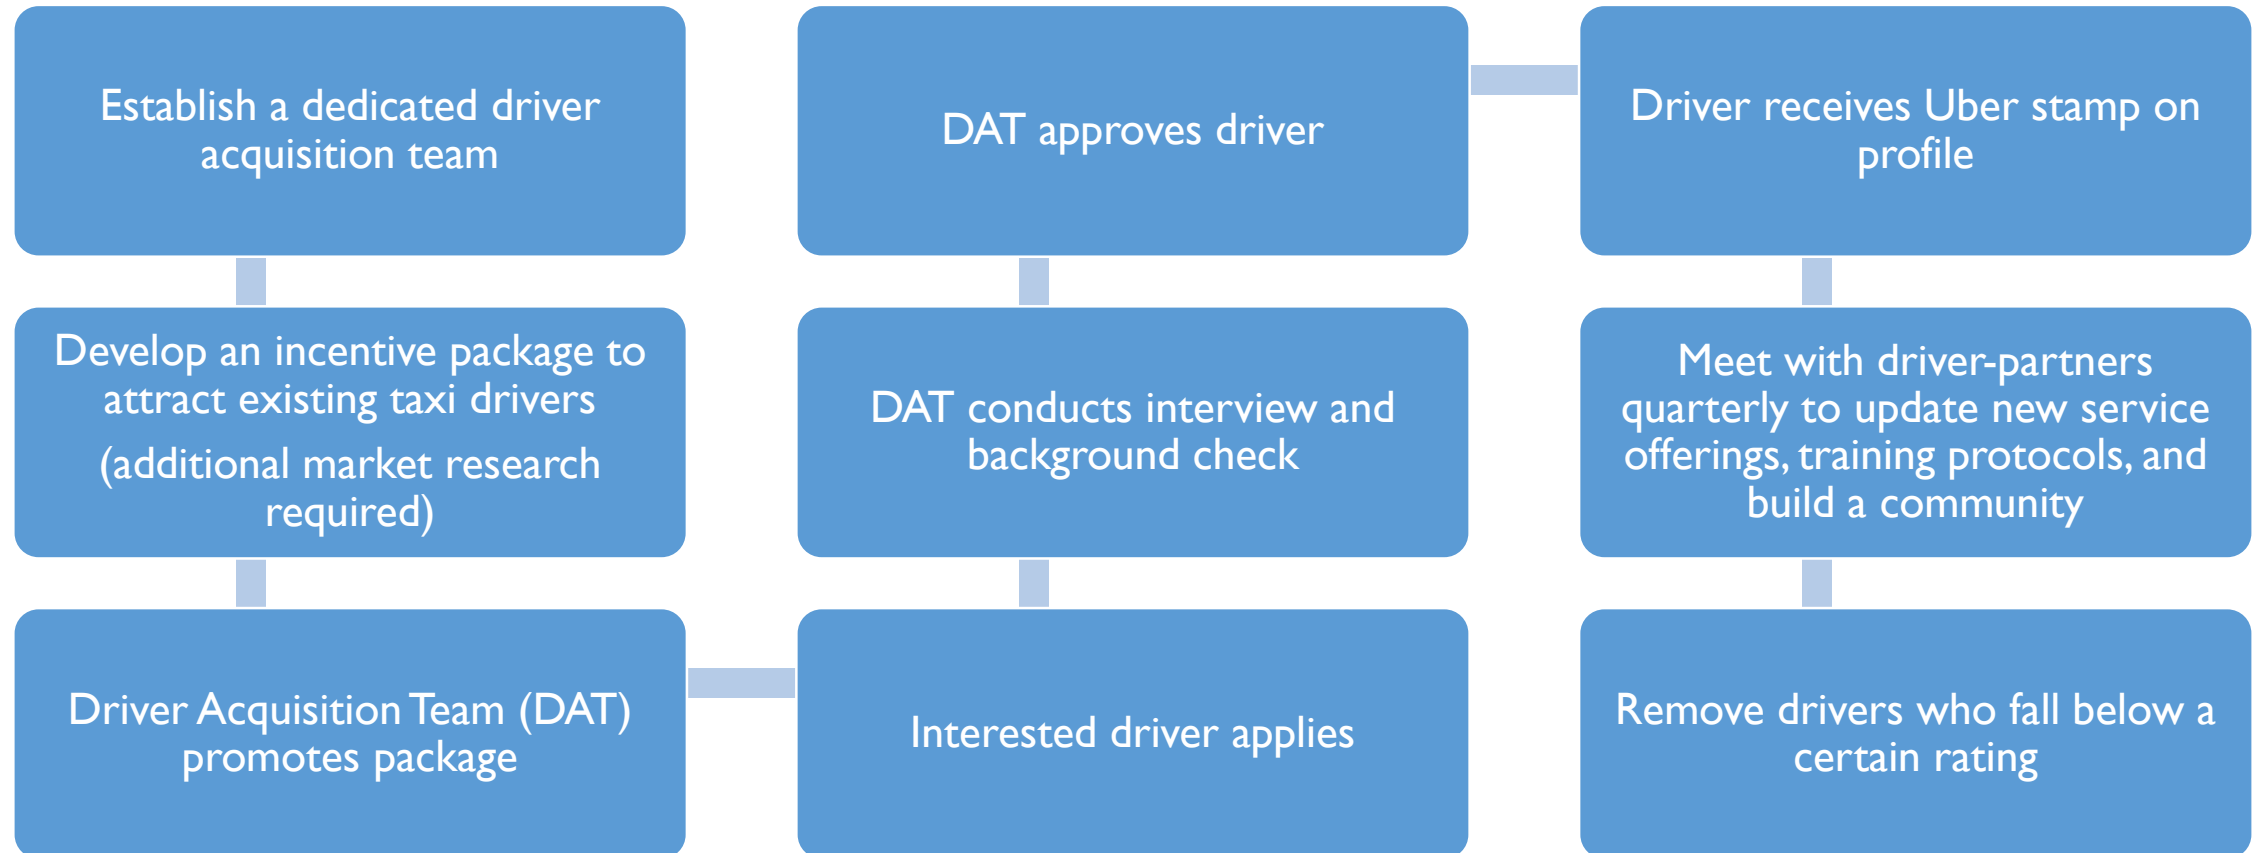 Establish a dedicated driver
acquisition team
Develop an incentive package to
attract existing taxi drivers
(additional market research
required)
Driver Acquisition Team (DAT)
promotes package
Interested driver applies
DAT conducts interview and
background check
DAT approves driver
Driver receives Uber stamp on
profile
Meet with driver-partners
quarterly to update new service
offerings, training protocols, and
build a community
Remove drivers who fall below a
certain rating